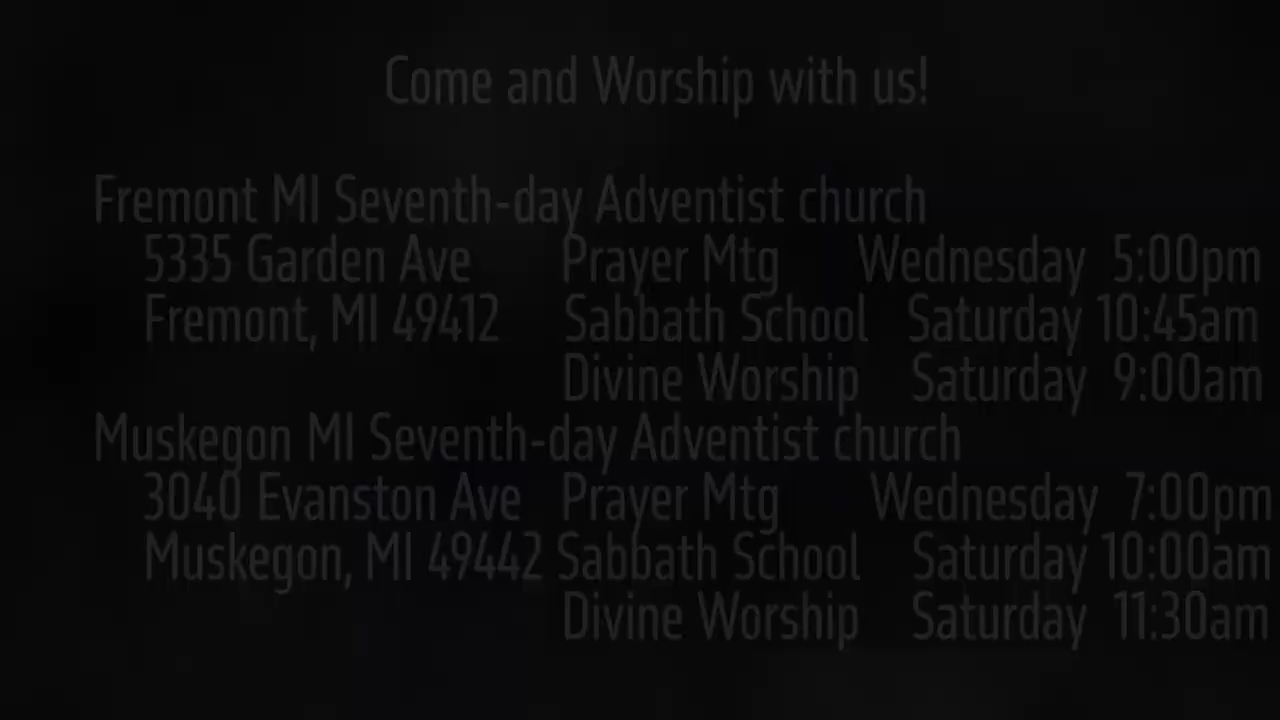 Come and Worship with us!
Fremont MI Seventh-day Adventist church
5335 Garden Ave Prayer Mtg Wednesday 5:00pm
Fremont, MI 49412 Sabbath School Saturday 10:45am
Divine Worship Saturday 9:00am
Muskegon MI Seventh-day Adventist church
3040 Evanston Ave Prayer Mtg Wednesday 7:00pm
Muskegon, MI 49442 Sabbath School Saturday 10:00am
Divine Worship Saturday 11:30am